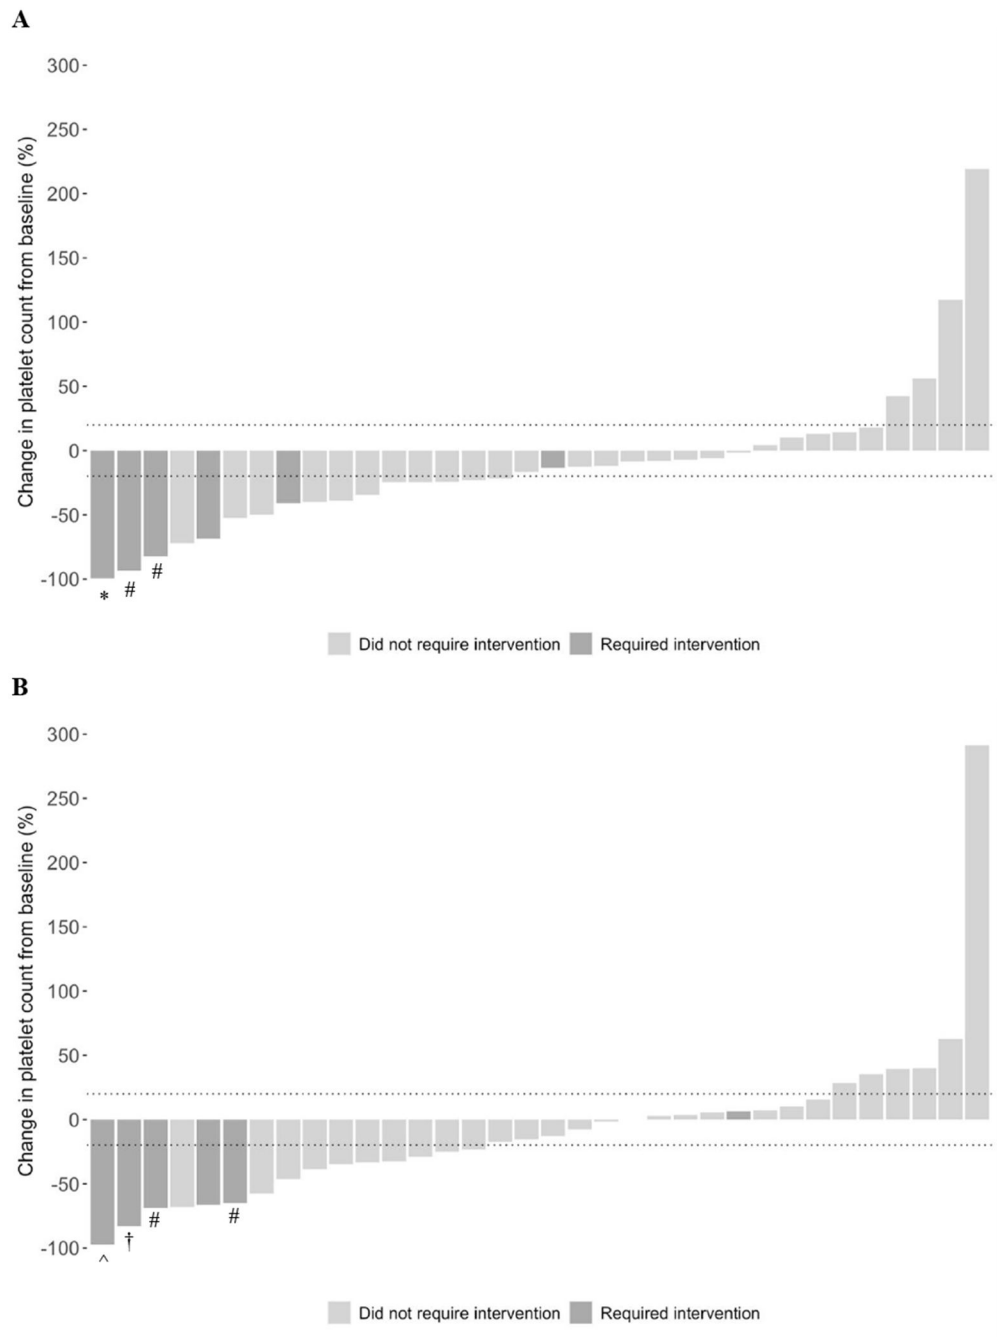 A
Change in platelet count from baseline (%)
300
250
200
150
100
50
0
-50
-100
* # #
Did not require intervention Required intervention
B
Change in platelet count from baseline (%)
300
250
200
150
100
50
0
-50
-100
^ † # #
Did not require intervention Required intervention